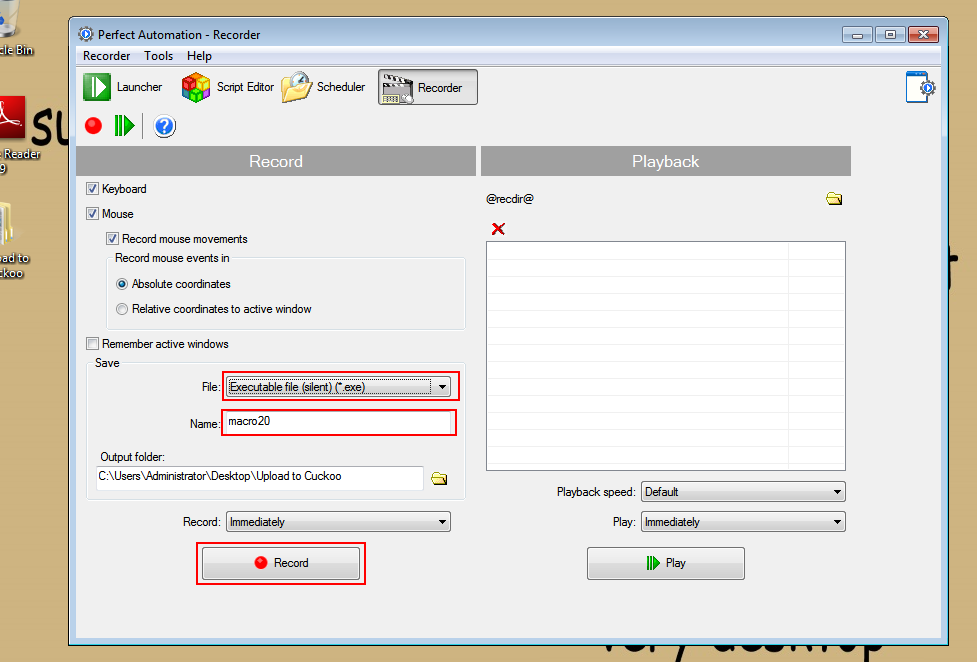 Perfect Automation - Recorder
Recorder Tools Help
Launcher Script Editor Scheduler Recorder
Record
Keyboard
Mouse
Record mouse movements
Record mouse events in
Absolute coordinates
Relative coordinates to active window
Remember active windows
Save
File: Executable file (silent) (*.exe)
Name: macro20
Output folder:
C:\Users\Administrator\Desktop\Upload to Cuckoo
Record: Immediately
Record
Playback
@recdir@
Playback speed: Default
Play: Immediately
Play
cle Bin
Reader
9
oad to
ckoo
very desktop